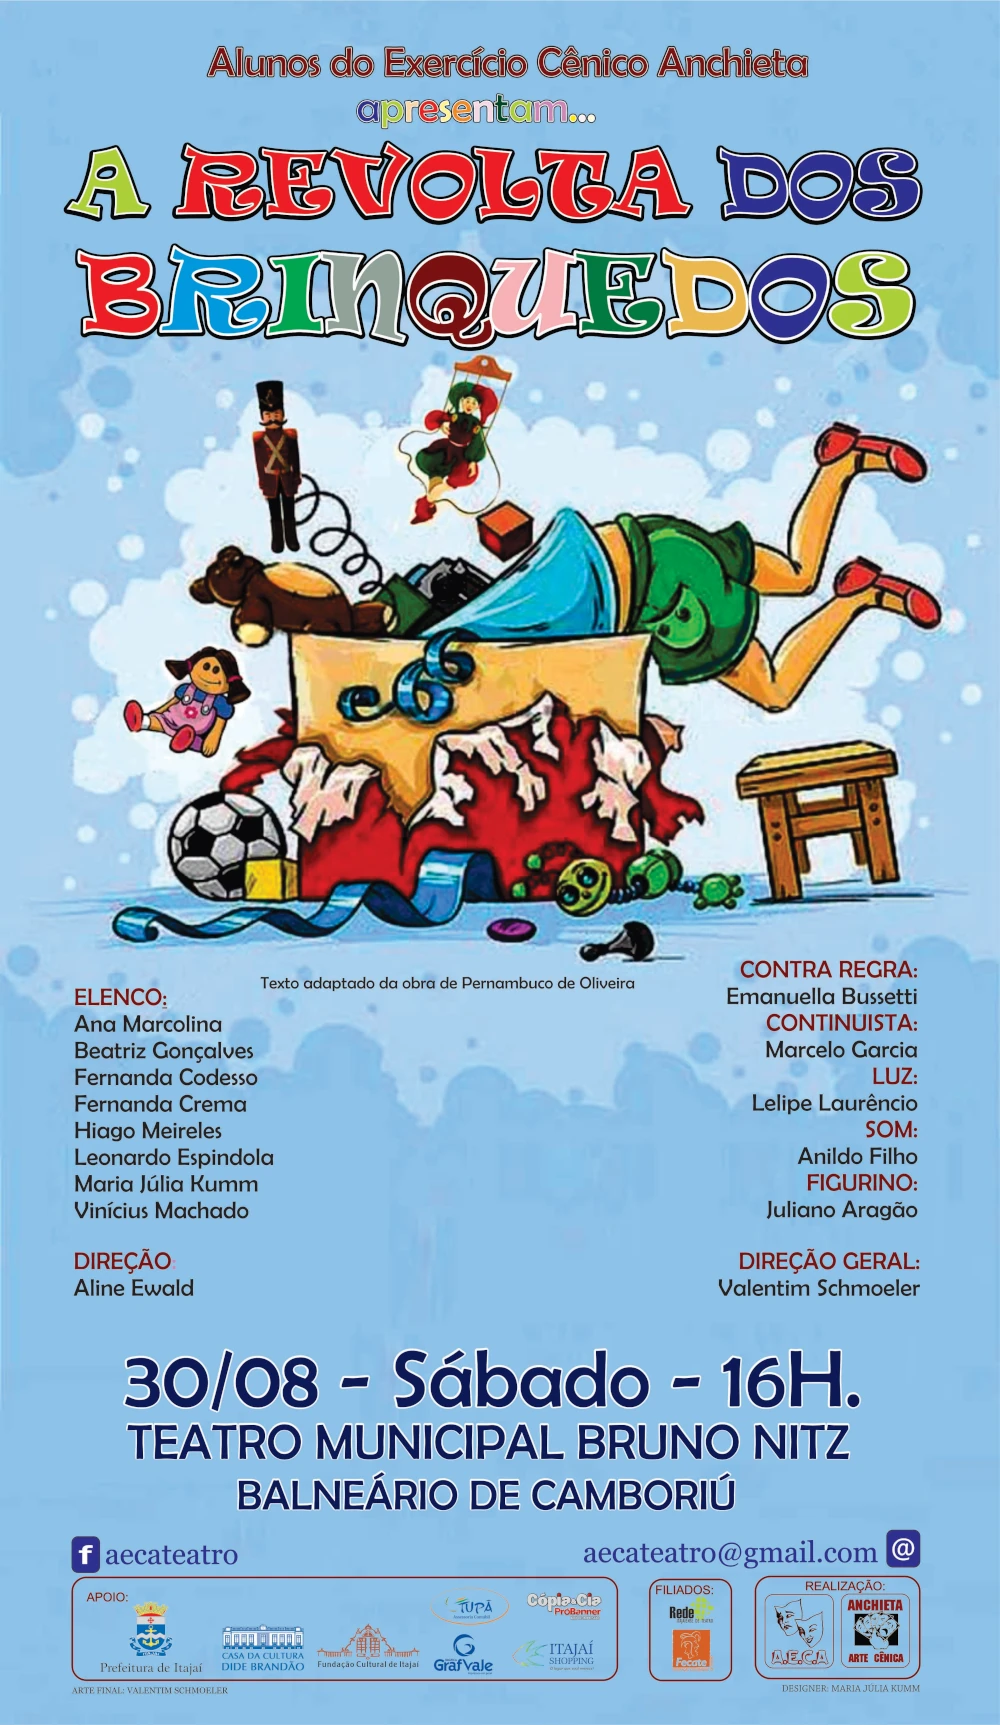 Alunos do Exercício Cênico Anchieta
apresentam...
A REVOLTA DOS
BRINQUEDOS
Texto adaptado da obra de Pernambuco de Oliveira
ELENCO:
Ana Marcolina
Beatriz Gonçalves
Fernanda Codesso
Fernanda Crema
Hiago Meireles
Leonardo Espindola
Maria Júlia Kumm
Vinícius Machado
DIREÇÃO:
Aline Ewald
CONTRA REGRA:
Emanuella Bussetti
CONTINUISTA:
Marcelo Garcia
LUZ:
Lelipe Laurêncio
SOM:
Anildo Filho
FIGURINO:
Juliano Aragão
DIREÇÃO GERAL:
Valentim Schmoeler
30/08 - Sábado - 16H.
TEATRO MUNICIPAL BRUNO NITZ
BALNEÁRIO DE CAMBORIÚ
f aecateatro
aecateatro@gmail.com @
APOIO:
Prefeitura de Itajaí
CASA DA CULTURA
DIDE BRANDÃO
Fundação Cultural de Itajaí
TUPÃ
GrafVale
Cópia&Cia
ProBanner
ITAJAÍ
SHOPPING
FILIADOS:
Rede
Fecate
REALIZAÇÃO:
A.E.C.A
ANCHIETA
ARTE CÊNICA
ARTE FINAL: VALENTIM SCHMOELER
DESIGNER: MARIA JÚLIA KUMM